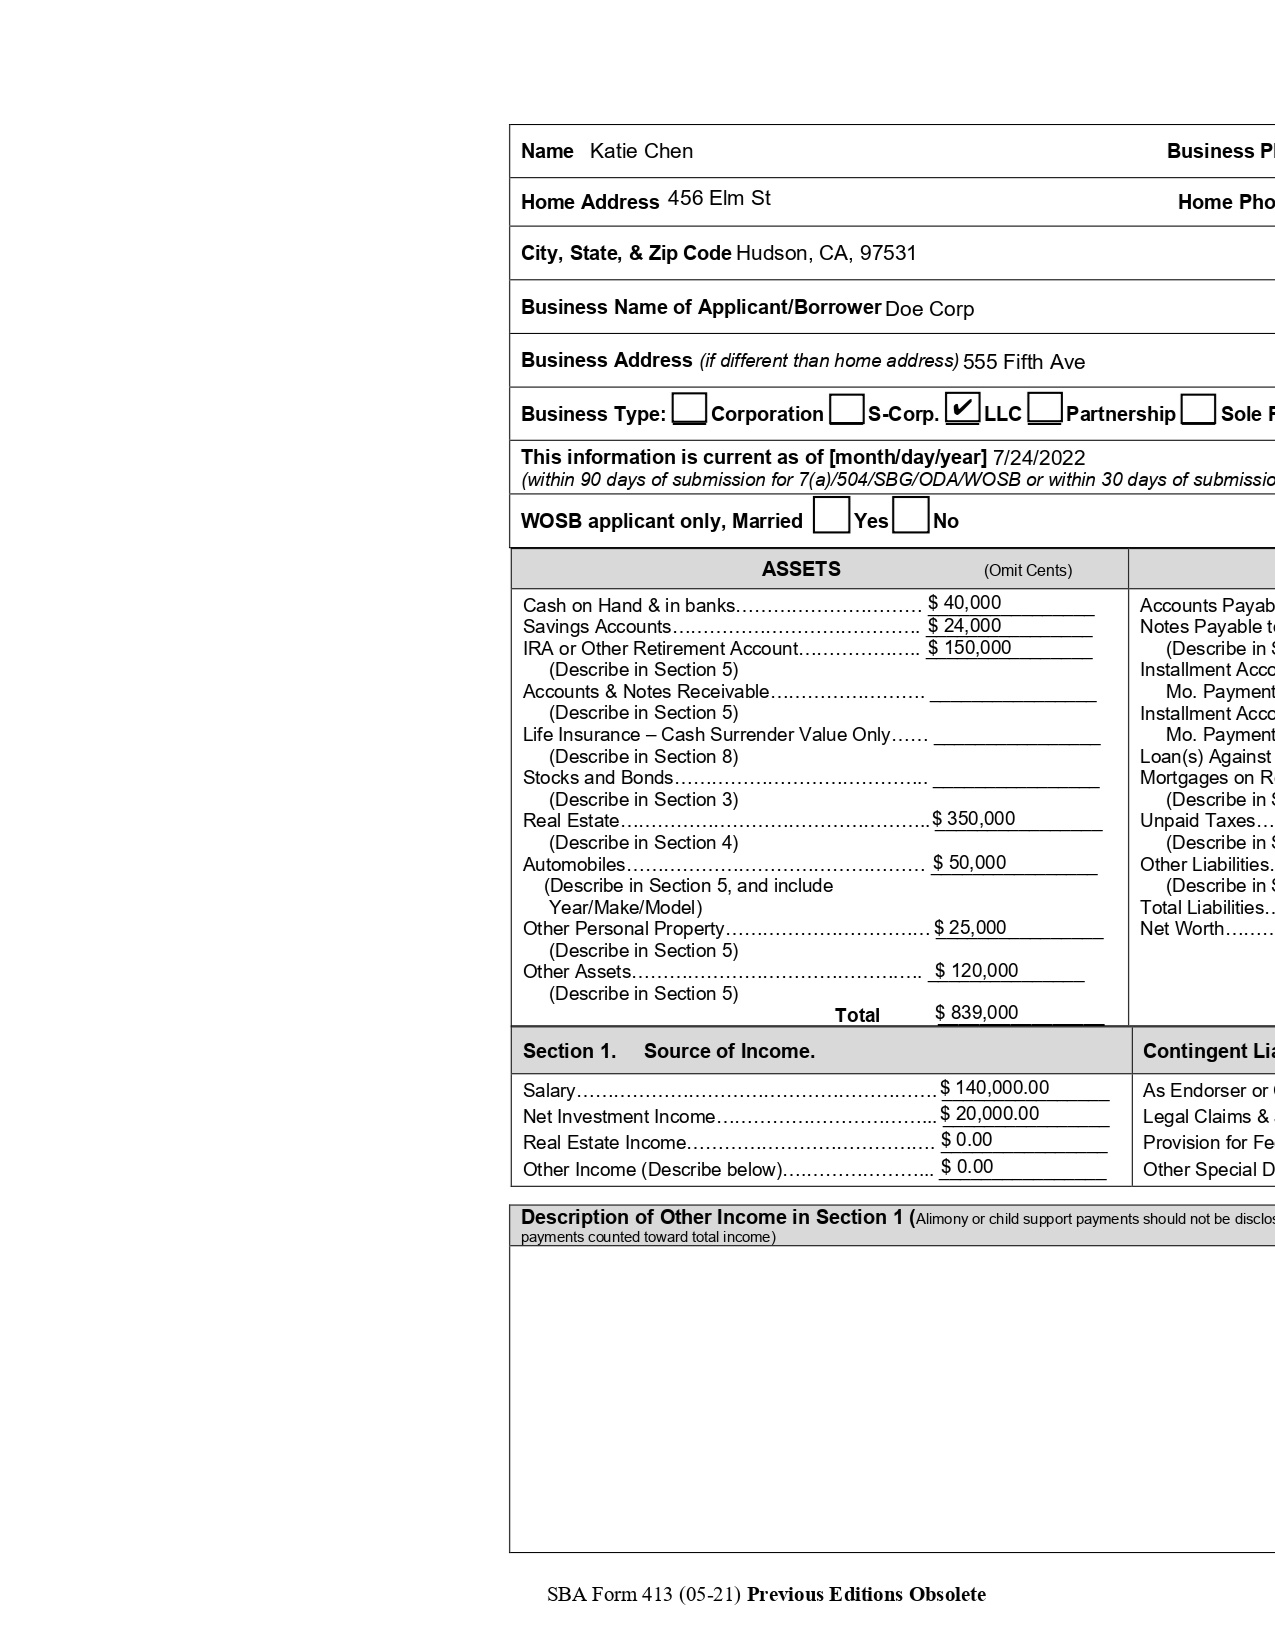 Name Katie Chen Business
Home Address 456 Elm St Home
City, State, & Zip Code Hudson, CA, 97531
Business Name of Applicant/Borrower Doe Corp
Business Address (if different than home address) 555 Fifth Ave
Business Type: Corporation S-Corp. ✔ LLC Partnership Sole
This information is current as of [month/day/year] 7/24/2022
(within 90 days of submission for 7(a)/504/SBG/ODA/WOSB or within 30 days of
WOSB applicant only, Married Yes No
ASSETS (Omit Cents)
Cash on Hand & in banks………………………… $ 40,000
Savings Accounts…………………………………. $ 24,000
IRA or Other Retirement Account………………. $ 150,000
(Describe in Section 5)
Accounts & Notes Receivable……………………. 
(Describe in Section 5)
Life Insurance – Cash Surrender Value Only……
(Describe in Section 8)
Stocks and Bonds………………………………….
(Describe in Section 3)
Real Estate…………………………………………. $ 350,000
(Describe in Section 4)
Automobiles………………………………………… $ 50,000
(Describe in Section 5, and include
Year/Make/Model)
Other Personal Property…………………………… $ 25,000
(Describe in Section 5)
Other Assets………………………………………. $ 120,000
(Describe in Section 5)
Total $ 839,000
Accounts
Notes Payable
(Describe in
Installment
Mo.
Installment
Mo.
Loan(s) Against
Mortgages on
(Describe in
Unpaid Taxes…
(Describe in
Other Liabilities.
(Describe in
Total Liabilities..
Net Worth…….
Section 1. Source of Income. Contingent
Salary…………………………………………………. $ 140,000.00 As Endorser or
Net Investment Income……………………………... $ 20,000.00 Legal Claims &
Real Estate Income…………………………………. $ 0.00 Provision for
Other Income (Describe below)…………………... $ 0.00 Other Special
Description of Other Income in Section 1 (Alimony or child support payments should not be
payments counted toward total income)
SBA Form 413 (05-21) Previous Editions Obsolete